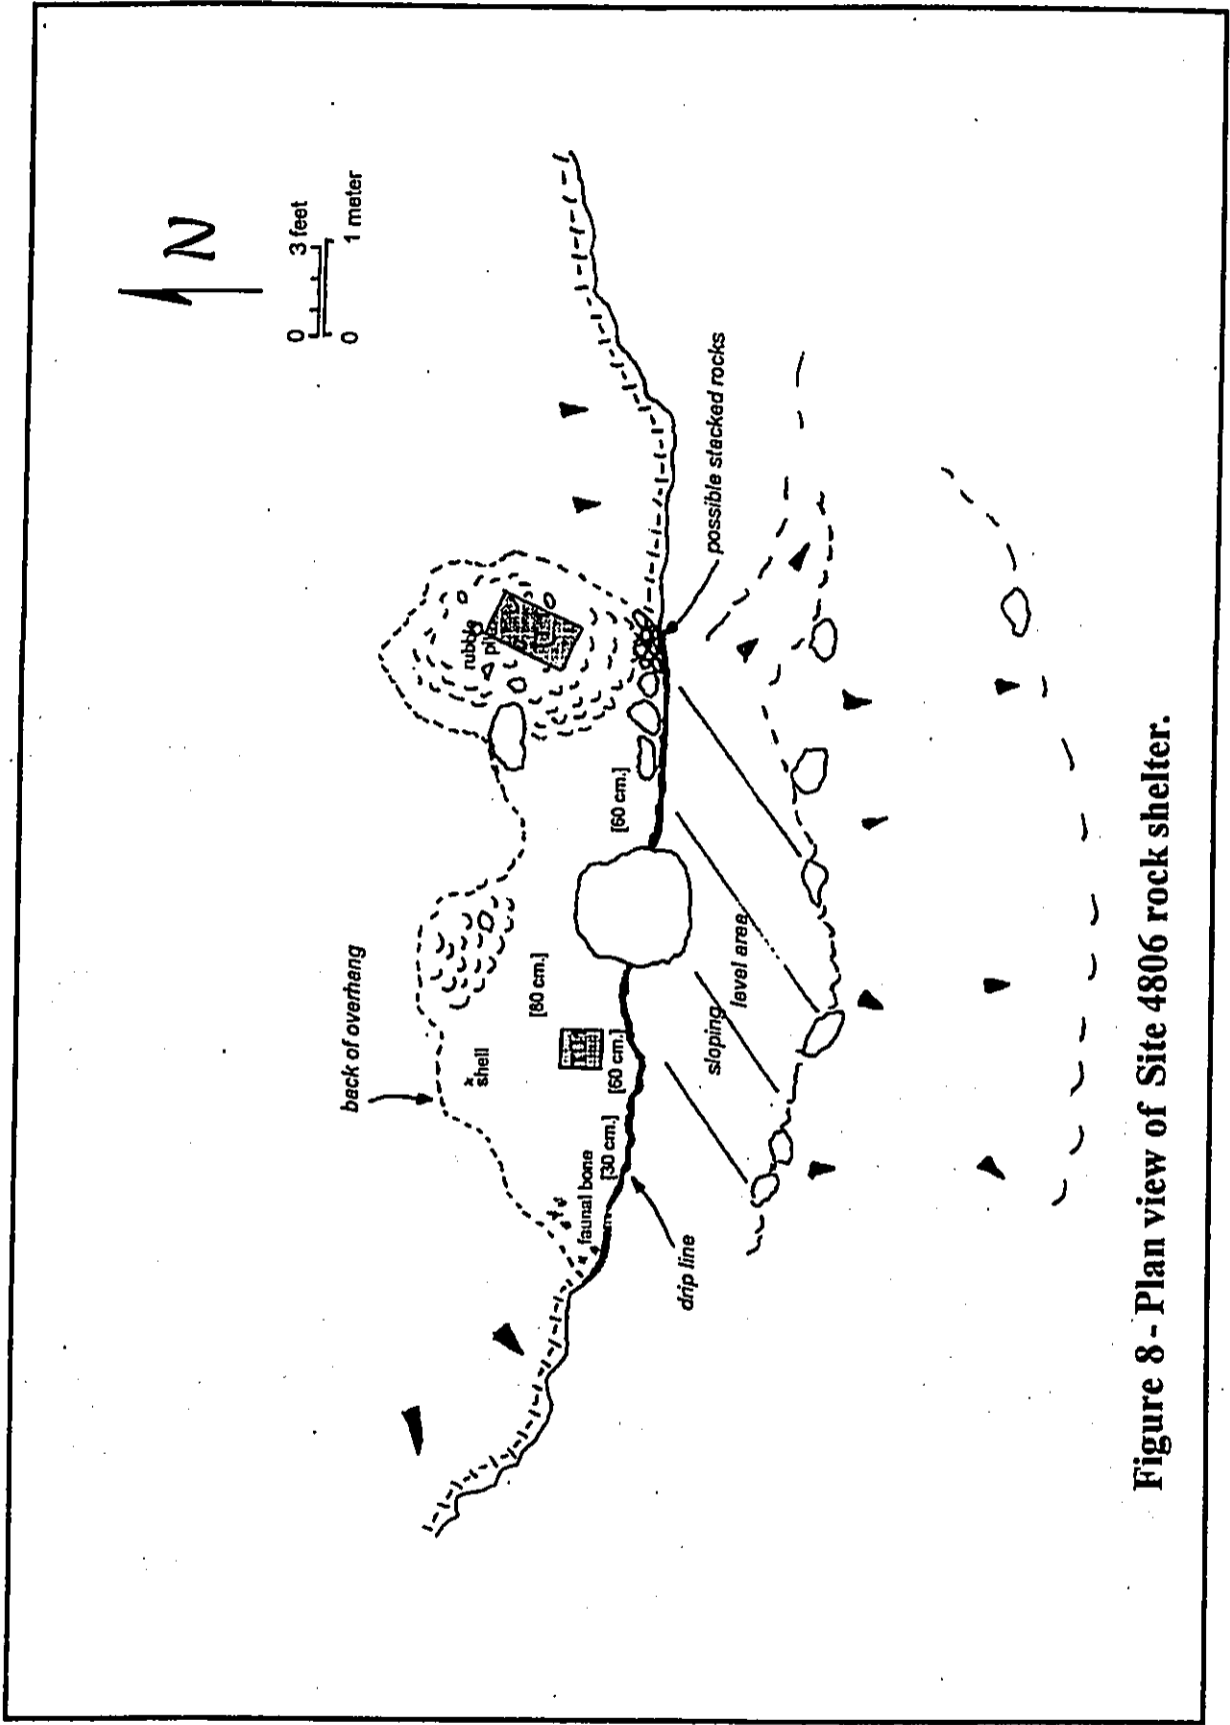 N
0 3 feet
0 1 meter
back of overhang
rubble
shell
[80 cm.]
[60 cm.]
[60 cm.]
[30 cm.]
faunal bone
possible stacked rocks
drip line
sloping
level area
Figure 8 - Plan view of Site 4806 rock shelter.